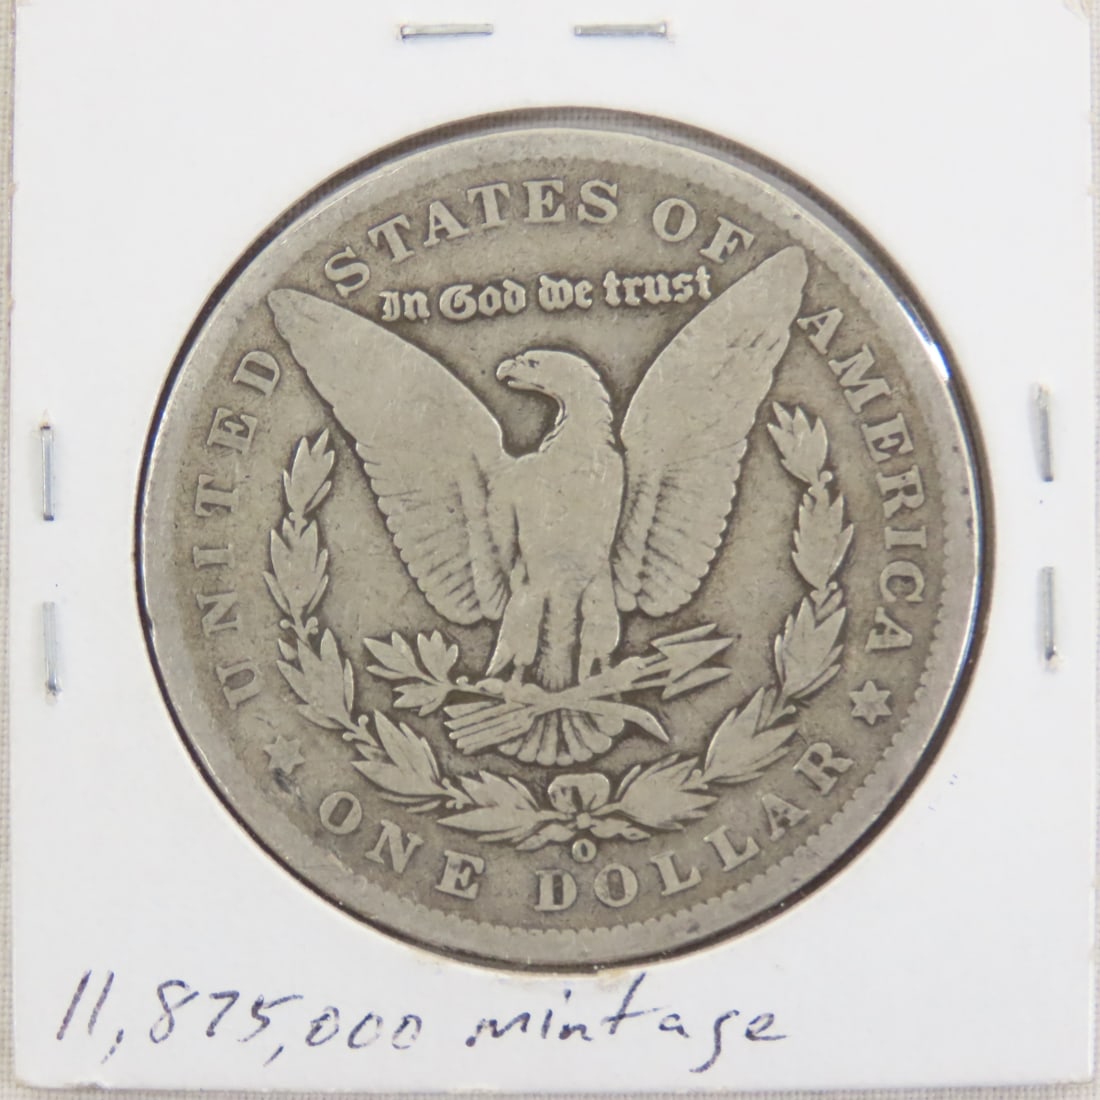 UNITED STATES OF AMERICA
In God we trust
O
ONE DOLLAR
11,875,000 mintage